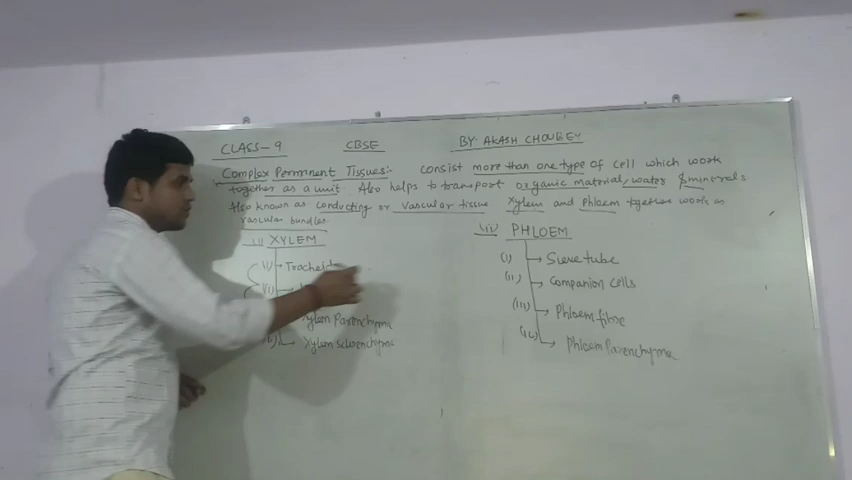 CLASS-9 CBSE BY: AKASH CHOUBEY
Complex Permanent Tissues:- consist more than one type of cell which work
together as a unit. Also helps to transport organic material, water & minerals
Also known as conducting or vascular tissue Xylem and Phloem together work as
vascular bundles
(i) XYLEM
(i) Tracheid
(ii)
Xylem Parenchyma
Xylem sclerenchyma
(ii) PHLOEM
(i) Sieve tube
(ii) Companion cells
(iii) Phloem fibre
(iv) Phloem Parenchyma